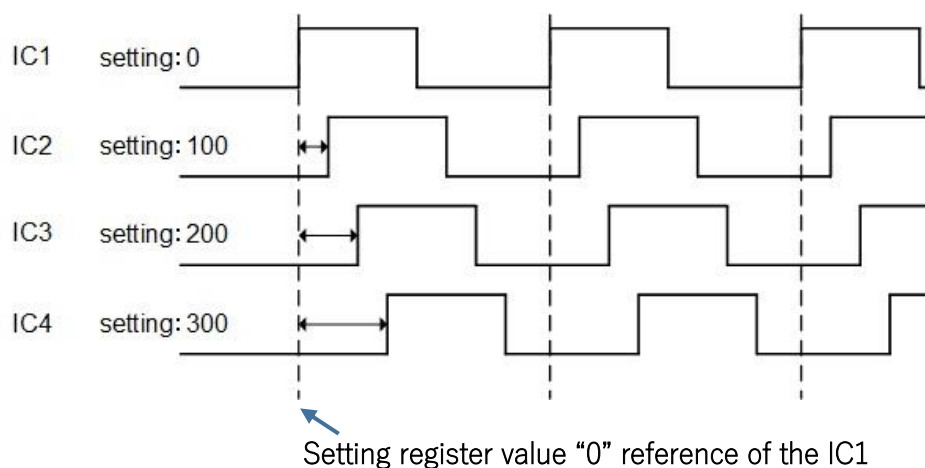 IC1 setting: 0
IC2 setting: 100
IC3 setting: 200
IC4 setting: 300
Setting register value “0” reference of the IC1